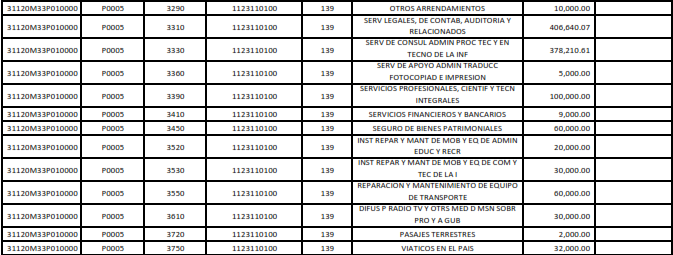 31120M33P010000 P0005 3290 1123110100 139 OTROS ARRENDAMIENTOS 10,000.00
31120M33P010000 P0005 3310 1123110100 139 SERV LEGALES, DE CONTAB, AUDITORIA Y RELACIONADOS 406,640.07
31120M33P010000 P0005 3330 1123110100 139 SERV DE CONSUL ADMIN PROC TEC Y EN TECNO DE LA INF 378,210.61
31120M33P010000 P0005 3360 1123110100 139 SERV DE APOYO ADMIN TRADUCC FOTOCOPIAD E IMPRESION 5,000.00
31120M33P010000 P0005 3390 1123110100 139 SERVICIOS PROFESIONALES, CIENTIF Y TECN INTEGRALES 100,000.00
31120M33P010000 P0005 3410 1123110100 139 SERVICIOS FINANCIEROS Y BANCARIOS 9,000.00
31120M33P010000 P0005 3450 1123110100 139 SEGURO DE BIENES PATRIMONIALES 60,000.00
31120M33P010000 P0005 3520 1123110100 139 INST REPAR Y MANT DE MOB Y EQ DE ADMIN EDUC Y RECR 20,000.00
31120M33P010000 P0005 3530 1123110100 139 INST REPAR Y MANT DE MOB Y EQ DE COM Y TEC DE LA I 30,000.00
31120M33P010000 P0005 3550 1123110100 139 REPARACION Y MANTENIMIENTO DE EQUIPO DE TRANSPORTE 60,000.00
31120M33P010000 P0005 3610 1123110100 139 DIFUS P RADIO TV Y OTRS MED D MSN SOBR PRO Y A GUB 30,000.00
31120M33P010000 P0005 3720 1123110100 139 PASAJES TERRESTRES 2,000.00
31120M33P010000 P0005 3750 1123110100 139 VIATICOS EN EL PAIS 32,000.00